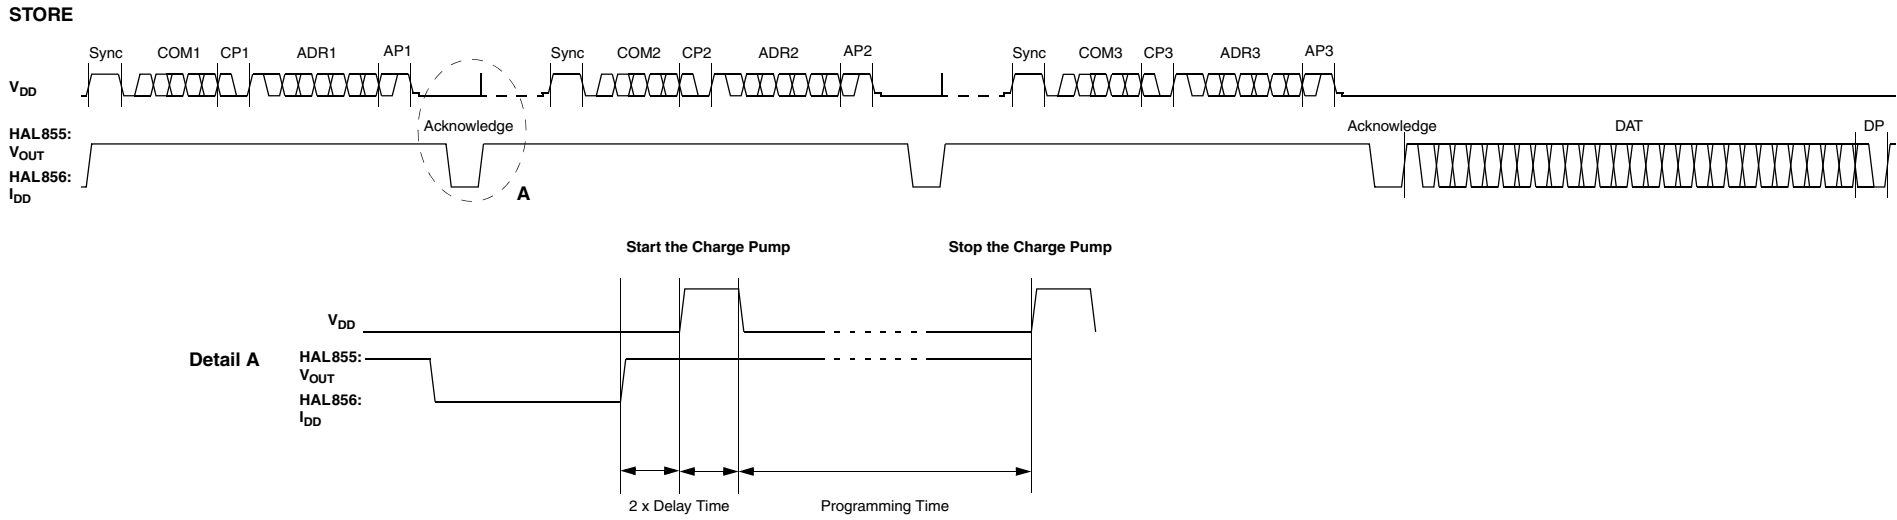 STORE
Sync COM1 CP1 ADR1 AP1 Sync COM2 CP2 ADR2 AP2 Sync COM3 CP3 ADR3 AP3
VDD
Acknowledge Acknowledge DAT DP
HAL855:
VOUT
HAL856:
IDD
A
Start the Charge Pump Stop the Charge Pump
VDD
Detail A
HAL855:
VOUT
HAL856:
IDD
2 x Delay Time Programming Time